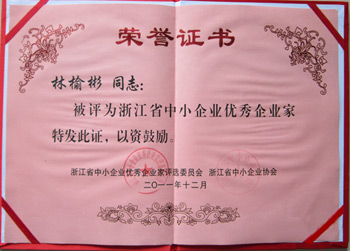 荣誉证书
林榆彬 同志：
被评为浙江省中小企业优秀企业家
特发此证，以资鼓励。
浙江省中小企业优秀企业家评选委员会 浙江省中小企业协会
二〇一一年十二月